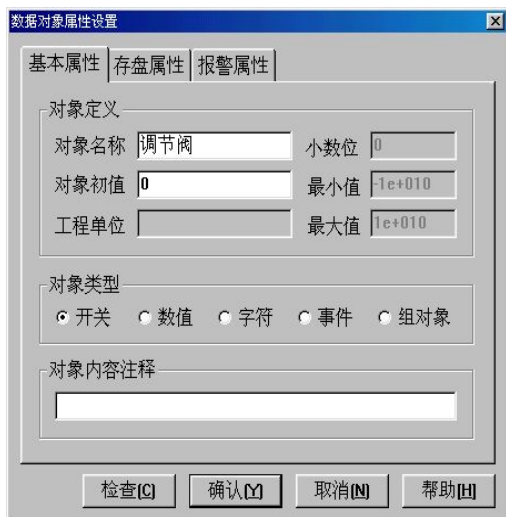 数据对象属性设置
基本属性 存盘属性 报警属性
对象定义
对象名称 调节阀 小数位 0
对象初值 0 最小值 -1e+010
工程单位 最大值 1e+010
对象类型
开关 数值 字符 事件 组对象
对象内容注释
检查[C] 确认[Y] 取消[N] 帮助[H]